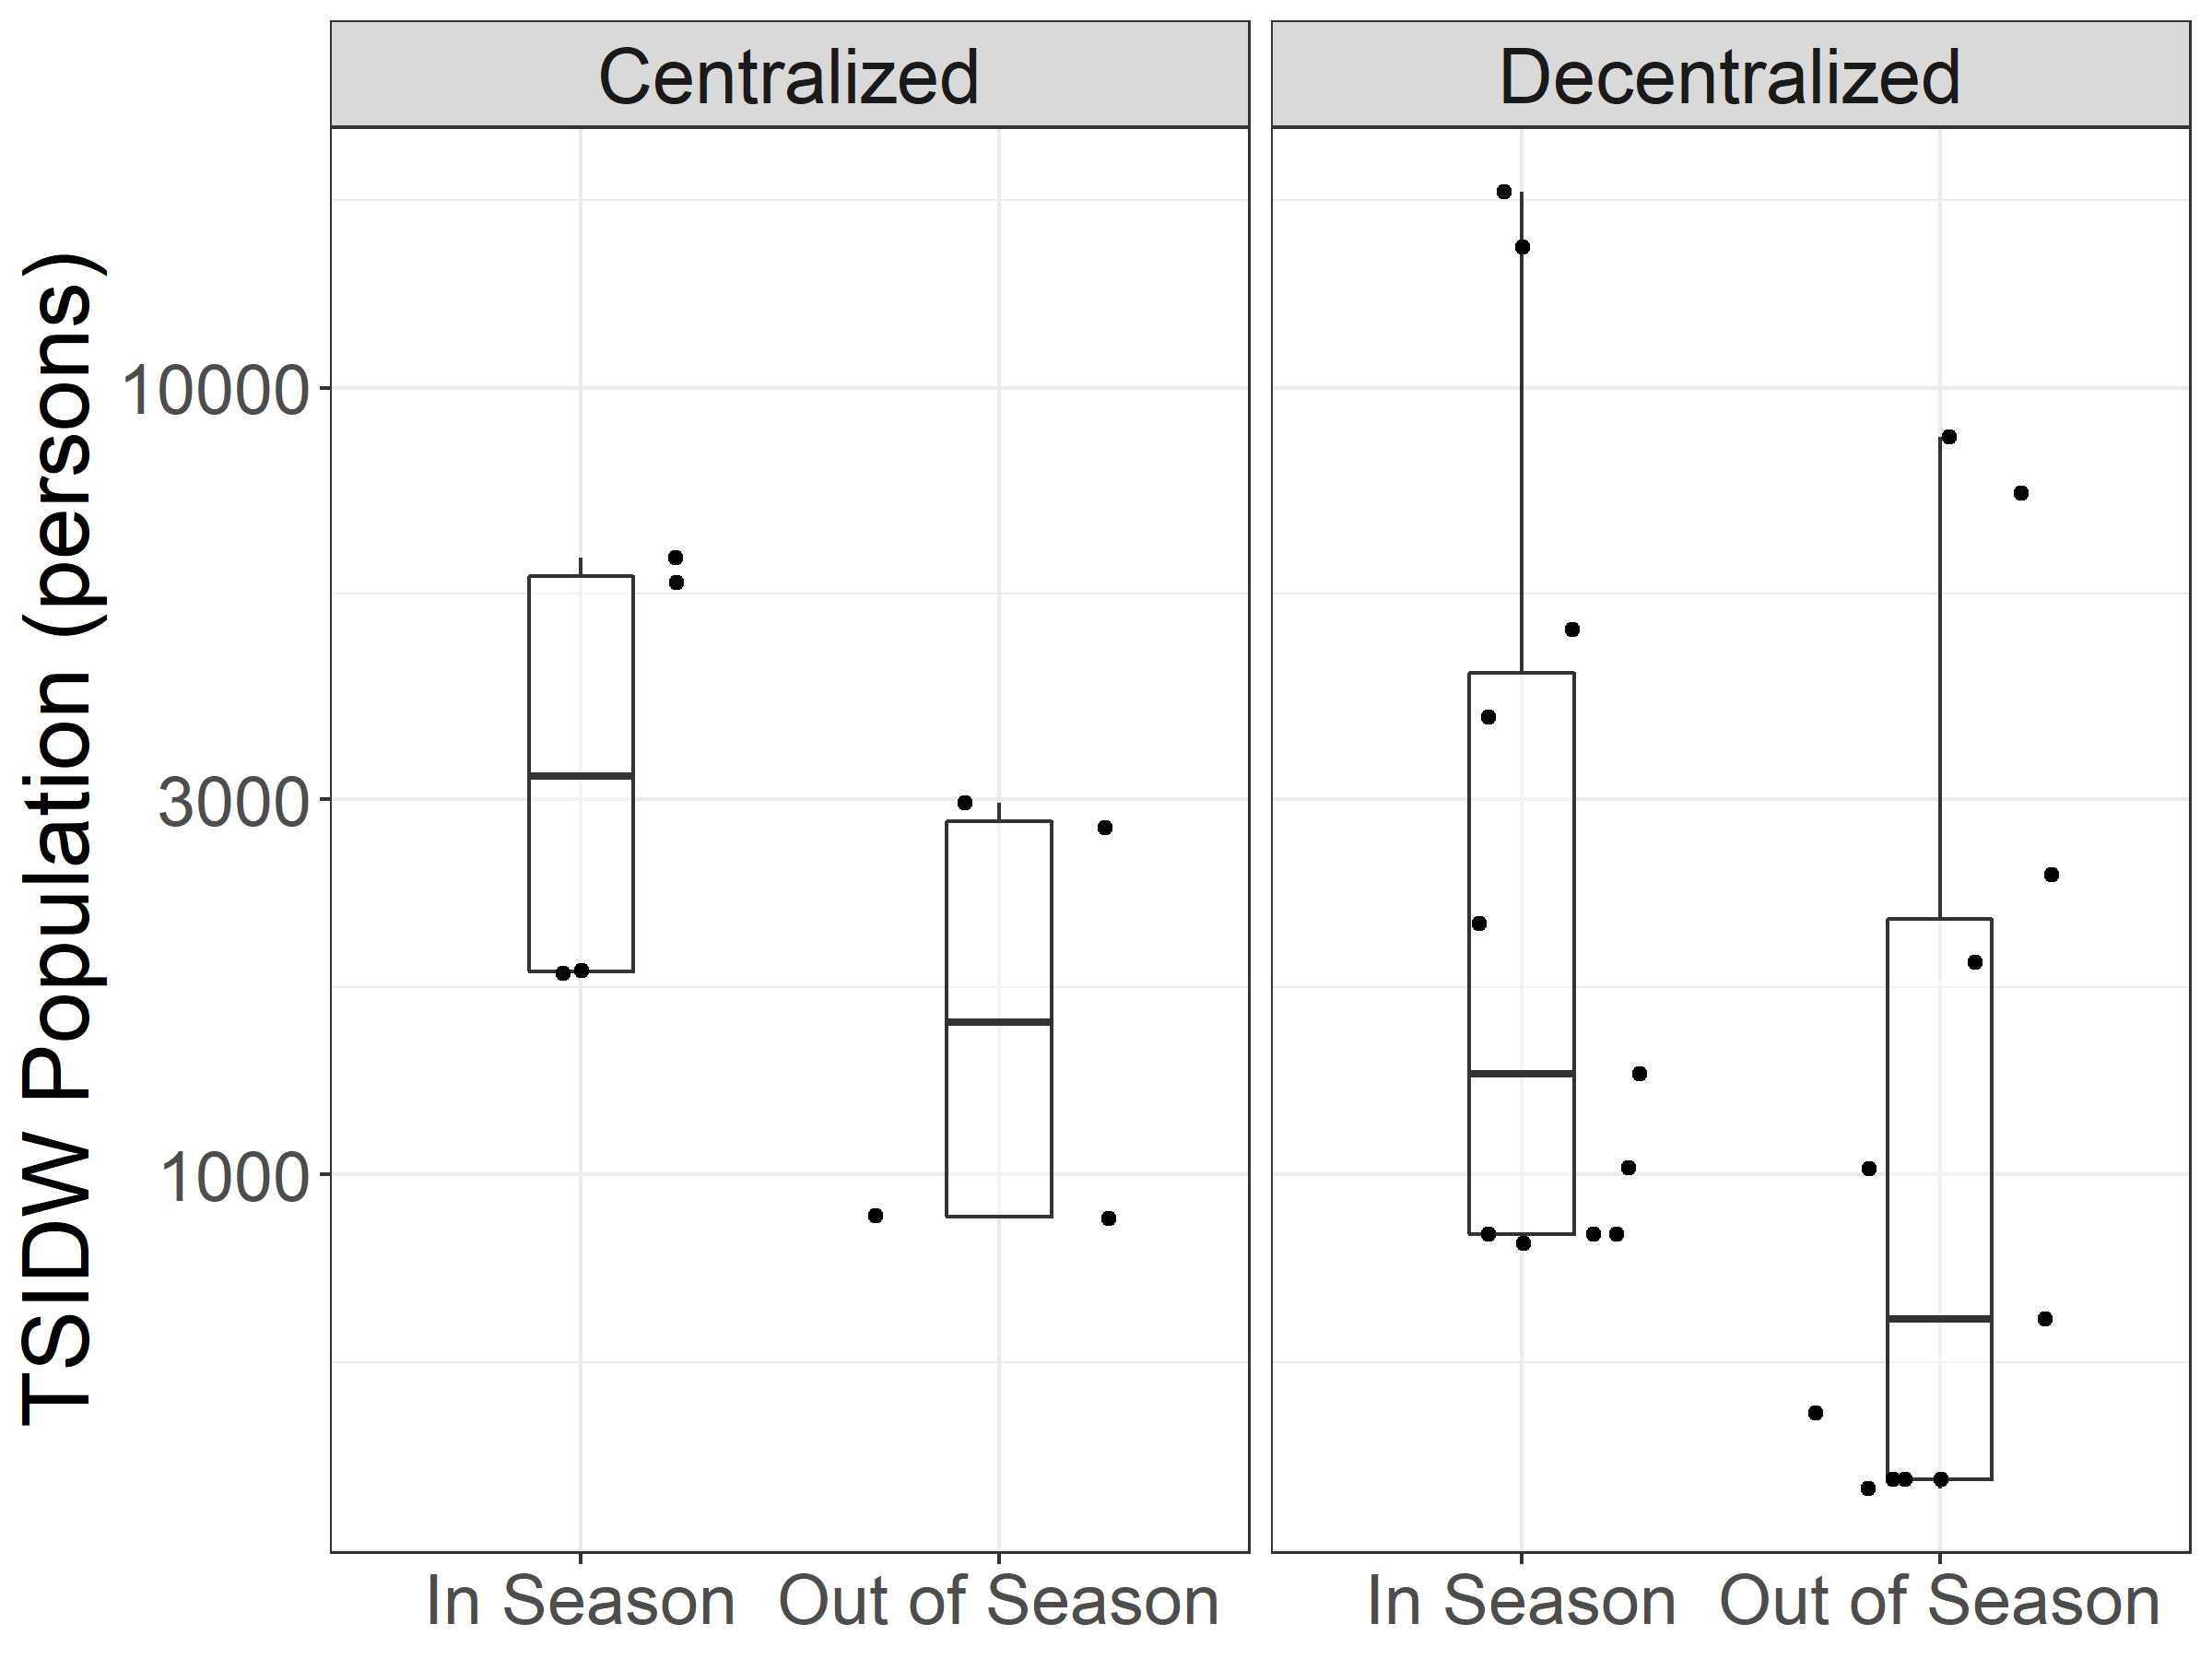 Centralized
Decentralized
TSIDW Population (persons)
10000
3000
1000
In Season
Out of Season
In Season
Out of Season